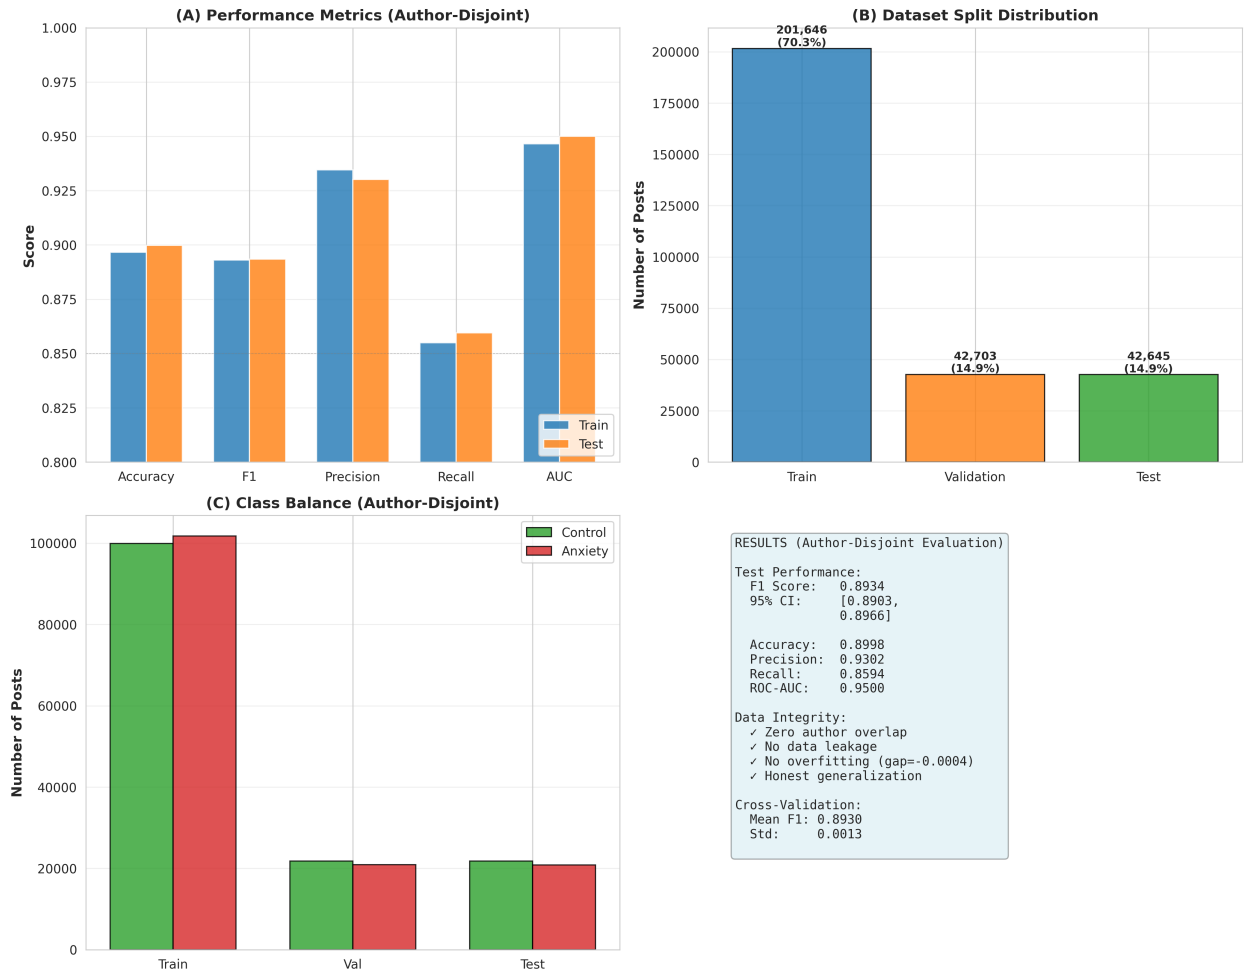 (A) Performance Metrics (Author-Disjoint)
1.000
0.975
0.950
0.925
0.900
0.875
0.850
0.825
0.800
Score
Accuracy
F1
Precision
Recall
AUC
Train
Test
(B) Dataset Split Distribution
200000
175000
150000
125000
100000
75000
50000
25000
0
Number of Posts
201,646
(70.3%)
42,703
(14.9%)
42,645
(14.9%)
Train
Validation
Test
(C) Class Balance (Author-Disjoint)
100000
80000
60000
40000
20000
0
Number of Posts
Control
Anxiety
Train
Val
Test
RESULTS (Author-Disjoint Evaluation)
Test Performance:
F1 Score: 0.8934
95% CI: [0.8903,
0.8966]
Accuracy: 0.8998
Precision: 0.9302
Recall: 0.8594
ROC-AUC: 0.9500
Data Integrity:
✓ Zero author overlap
✓ No data leakage
✓ No overfitting (gap=-0.0004)
✓ Honest generalization
Cross-Validation:
Mean F1: 0.8930
Std: 0.0013